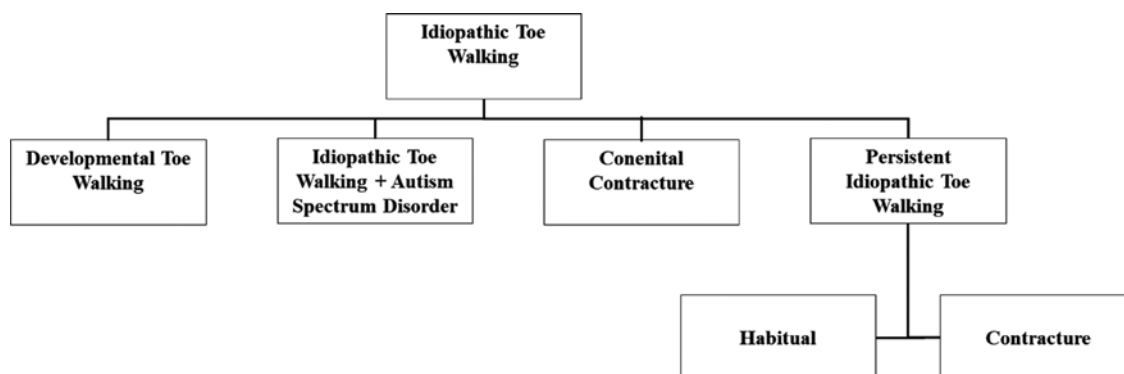 Idiopathic Toe
Walking
Developmental Toe
Walking
Idiopathic Toe
Walking + Autism
Spectrum Disorder
Conenital
Contracture
Persistent
Idiopathic Toe
Walking
Habitual
Contracture